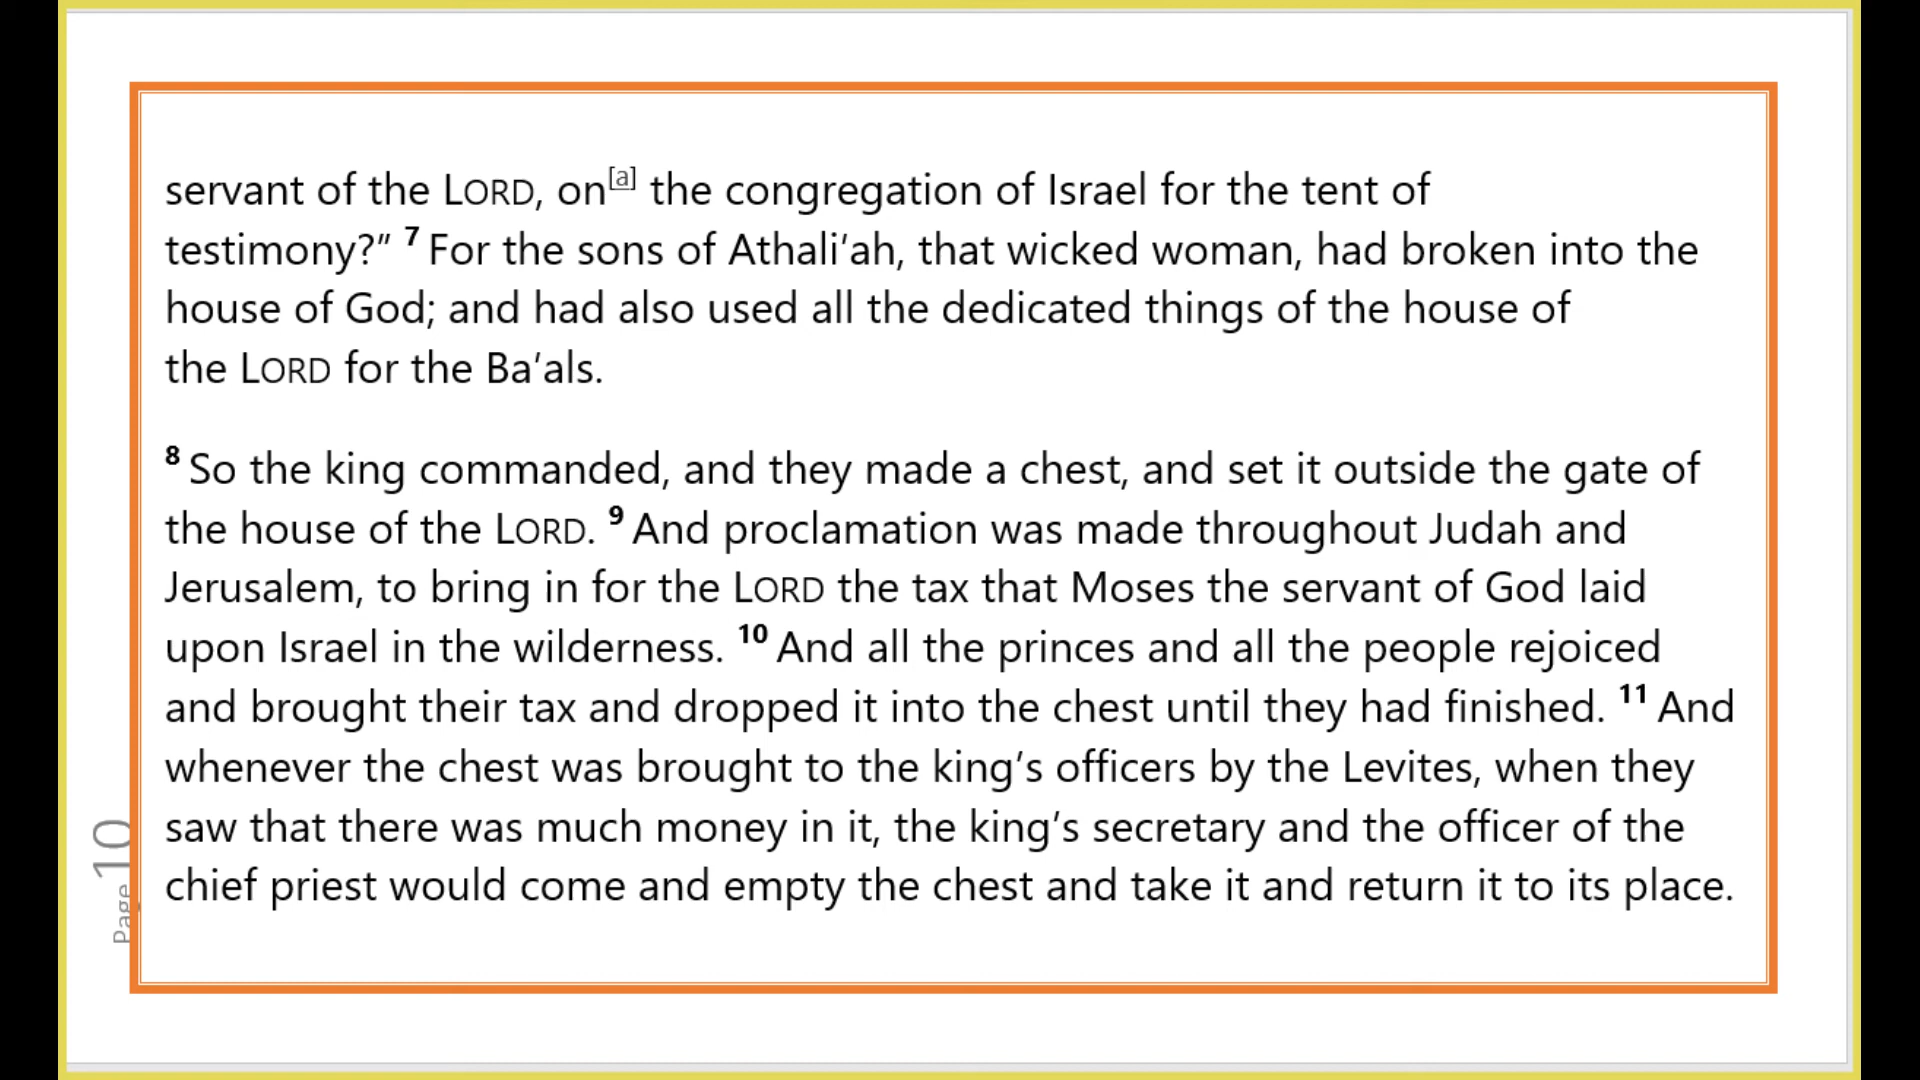 servant of the LORD, on[a] the congregation of Israel for the tent of
testimony?” 7 For the sons of Athali′ah, that wicked woman, had broken into the
house of God; and had also used all the dedicated things of the house of
the LORD for the Ba′als.
8 So the king commanded, and they made a chest, and set it outside the gate of
the house of the LORD. 9 And proclamation was made throughout Judah and
Jerusalem, to bring in for the LORD the tax that Moses the servant of God laid
upon Israel in the wilderness. 10 And all the princes and all the people rejoiced
and brought their tax and dropped it into the chest until they had finished. 11 And
whenever the chest was brought to the king’s officers by the Levites, when they
saw that there was much money in it, the king’s secretary and the officer of the
chief priest would come and empty the chest and take it and return it to its place.
Page 10